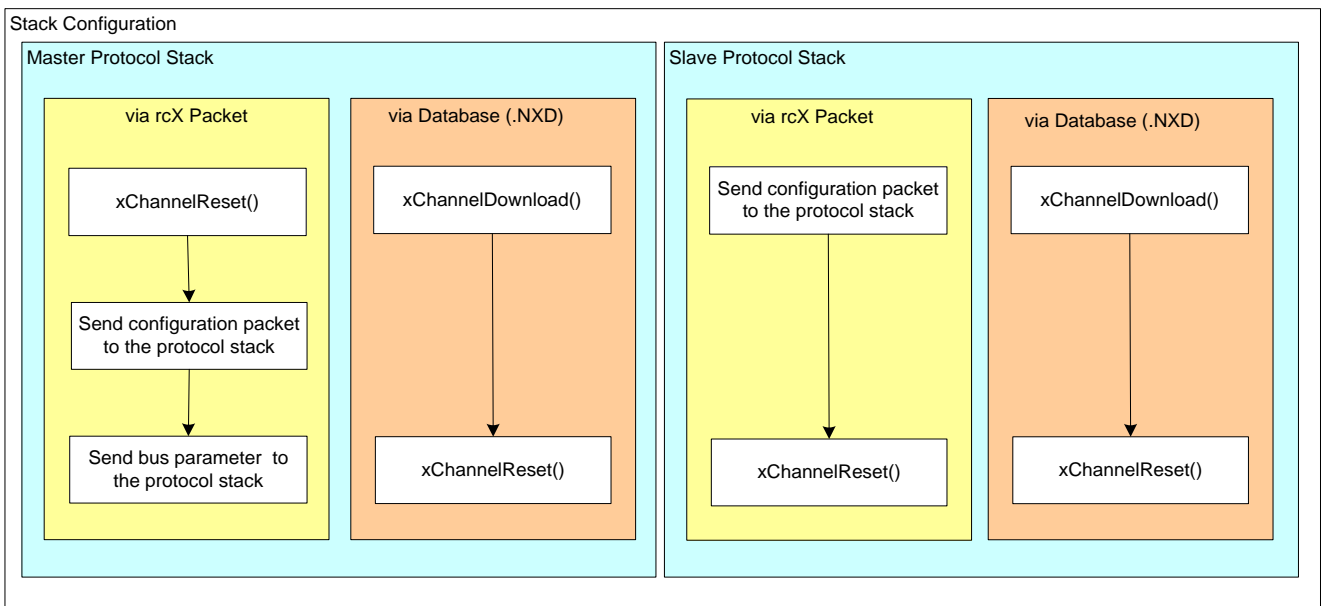 Stack Configuration
Master Protocol Stack
via rcX Packet
xChannelReset()
Send configuration packet
to the protocol stack
Send bus parameter to
the protocol stack
via Database (.NXD)
xChannelDownload()
xChannelReset()
Slave Protocol Stack
via rcX Packet
Send configuration packet
to the protocol stack
xChannelReset()
via Database (.NXD)
xChannelDownload()
xChannelReset()